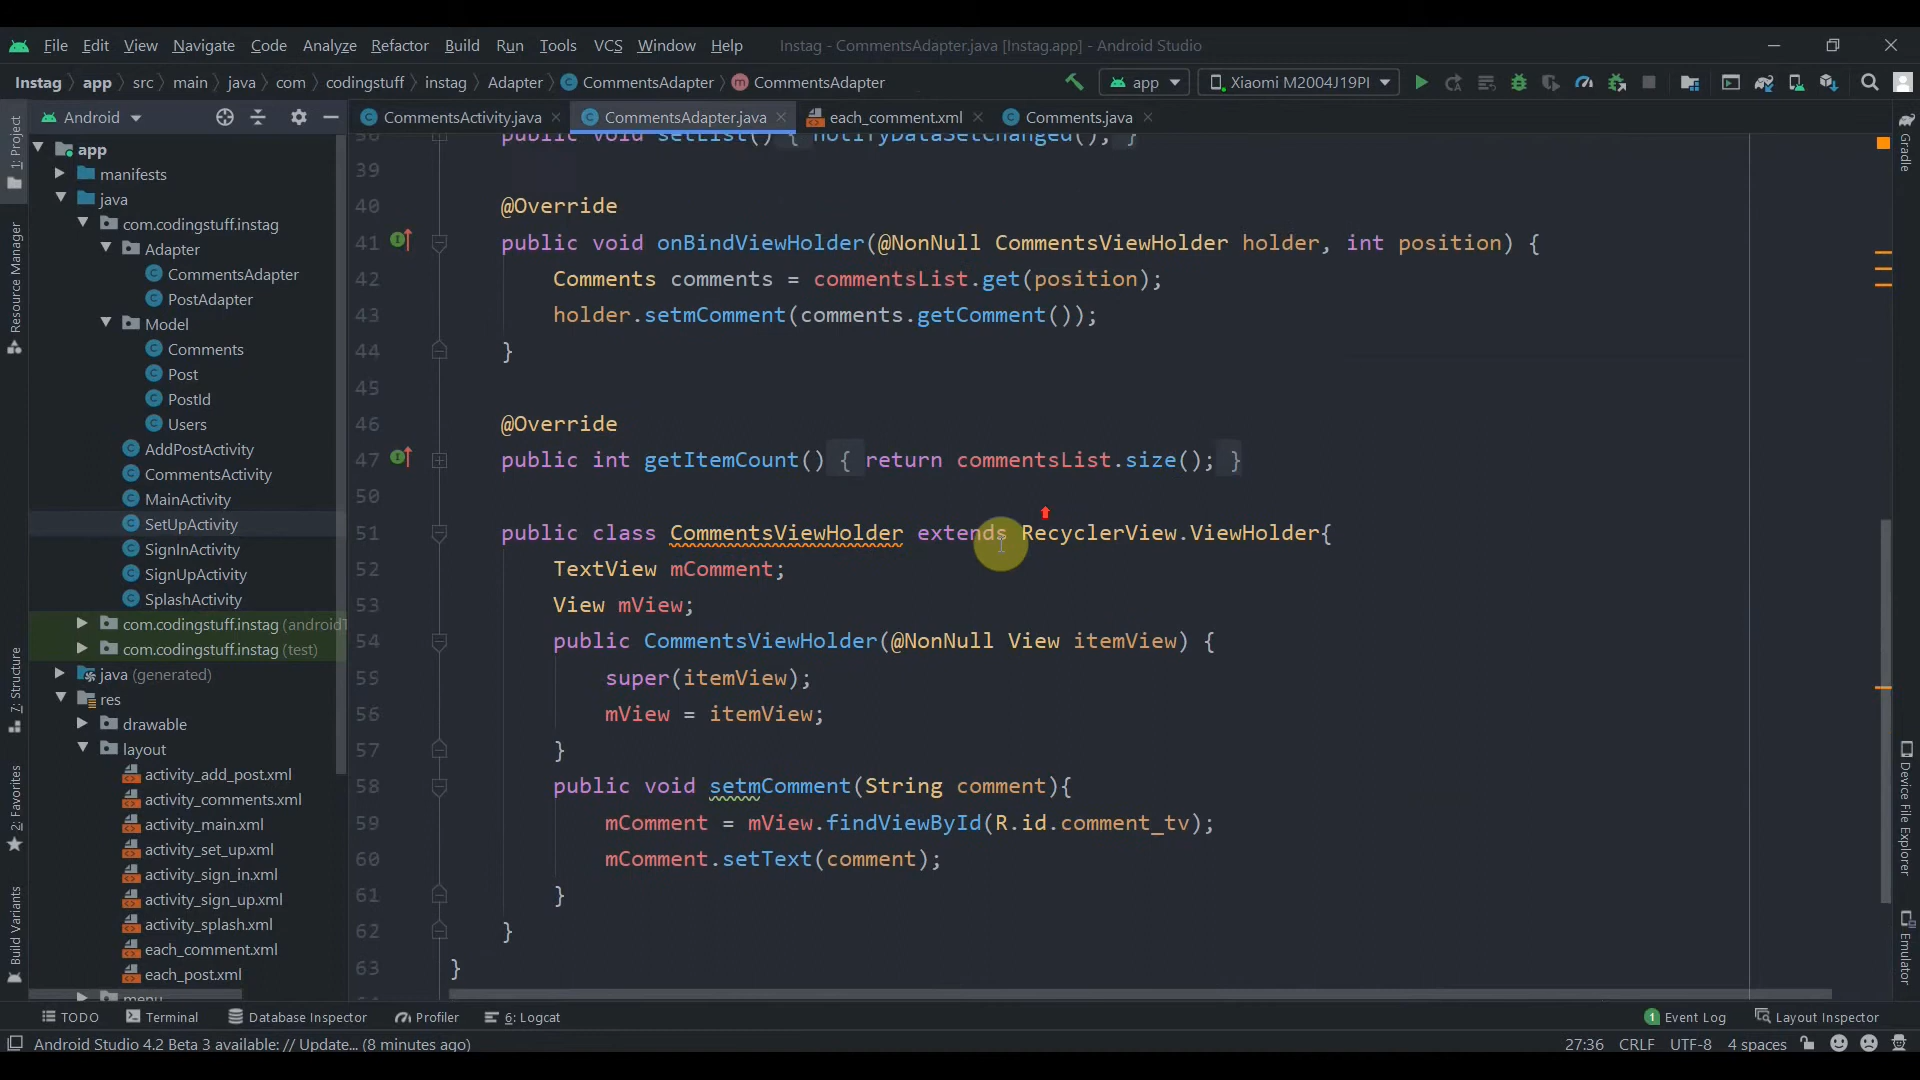 File Edit View Navigate Code Analyze Refactor Build Run Tools VCS Window Help Instag - CommentsAdapter.java [Instag.app] - Android Studio
Instag app src main java com codingstuff instag Adapter CommentsAdapter CommentsAdapter app Xiaomi M2004J19PI
Android CommentsActivity.java CommentsAdapter.java each_comment.xml Comments.java
1: Project
Resource Manager
7: Structure
2: Favorites
Build Variants
app
manifests
java
com.codingstuff.instag
Adapter
CommentsAdapter
PostAdapter
Model
Comments
Post
PostId
Users
AddPostActivity
CommentsActivity
MainActivity
SetUpActivity
SignInActivity
SignUpActivity
SplashActivity
com.codingstuff.instag (androidT
com.codingstuff.instag (test)
java (generated)
res
drawable
layout
activity_add_post.xml
activity_comments.xml
activity_main.xml
activity_set_up.xml
activity_sign_in.xml
activity_sign_up.xml
activity_splash.xml
each_comment.xml
each_post.xml
menu
public void setList() { notifyDataSetChanged(); }
39
40 @Override
41 public void onBindViewHolder(@NonNull CommentsViewHolder holder, int position) {
42 Comments comments = commentsList.get(position);
43 holder.setmComment(comments.getComment());
44 }
45
46 @Override
47 public int getItemCount() { return commentsList.size(); }
50
51 public class CommentsViewHolder extends RecyclerView.ViewHolder{
52 TextView mComment;
53 View mView;
54 public CommentsViewHolder(@NonNull View itemView) {
55 super(itemView);
56 mView = itemView;
57 }
58 public void setmComment(String comment){
59 mComment = mView.findViewById(R.id.comment_tv);
60 mComment.setText(comment);
61 }
62 }
63 }
Gradle
Device File Explorer
Emulator
TODO Terminal Database Inspector Profiler 6: Logcat 1 Event Log Layout Inspector
Android Studio 4.2 Beta 3 available: // Update... (8 minutes ago) 27:36 CRLF UTF-8 4 spaces